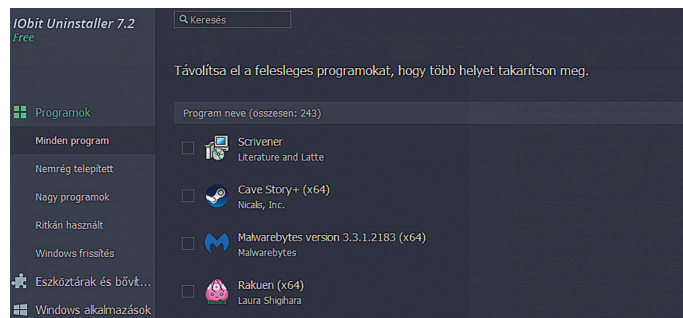 IObit Uninstaller 7.2
Free
Keresés
Távolítsa el a felesleges programokat, hogy több helyet takarítson meg.
Programok
Program neve (összesen: 243)
Minden program
Scrivener
Literature and Latte
Nemrég telepített
Cave Story+ (x64)
Nicalis, Inc.
Nagy programok
Ritkán használt
Malwarebytes version 3.3.1.2183 (x64)
Malwarebytes
Windows frissítés
Eszköztárak és bővít...
Rakuen (x64)
Laura Shigihara
Windows alkalmazások